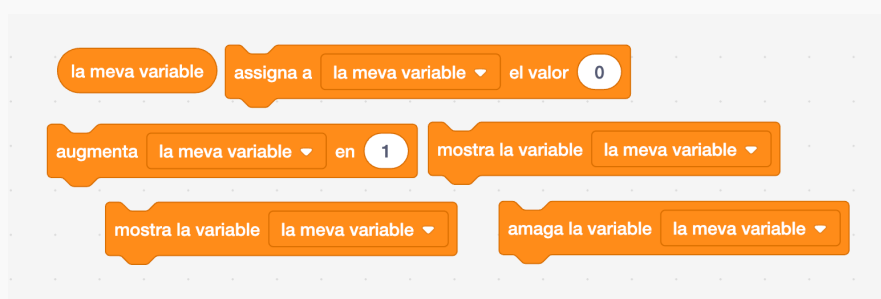 la meva variable assigna a la meva variable el valor 0
augmenta la meva variable en 1 mostra la variable la meva variable
mostra la variable la meva variable amaga la variable la meva variable